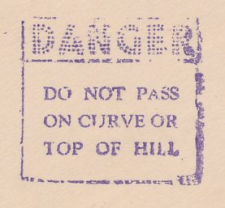 DANGER
DO NOT PASS
ON CURVE OR
TOP OF HILL